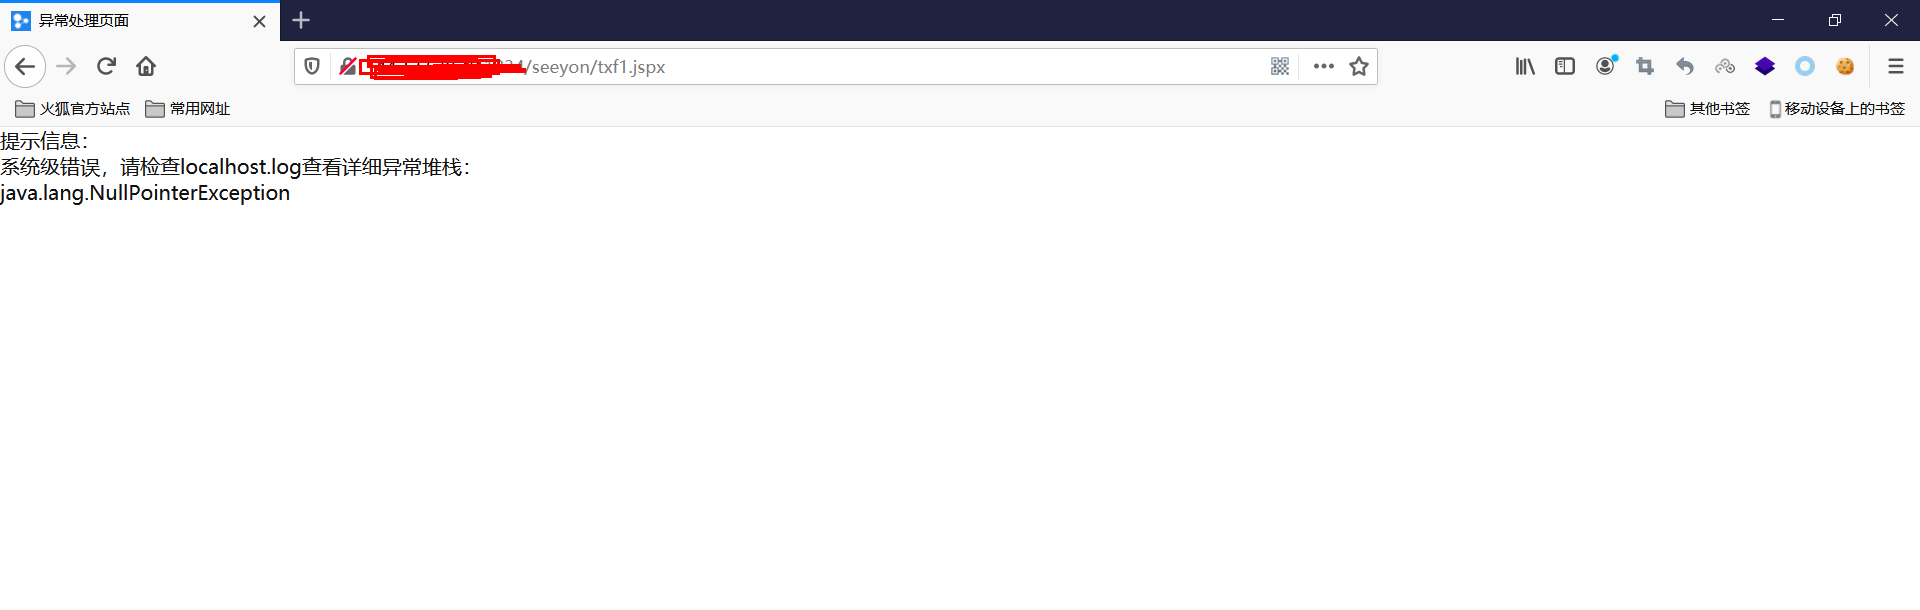 异常处理页面
/seeyon/txf1.jspx
火狐官方站点
常用网址
其他书签
移动设备上的书签
提示信息：
系统级错误，请检查localhost.log查看详细异常堆栈：
java.lang.NullPointerException